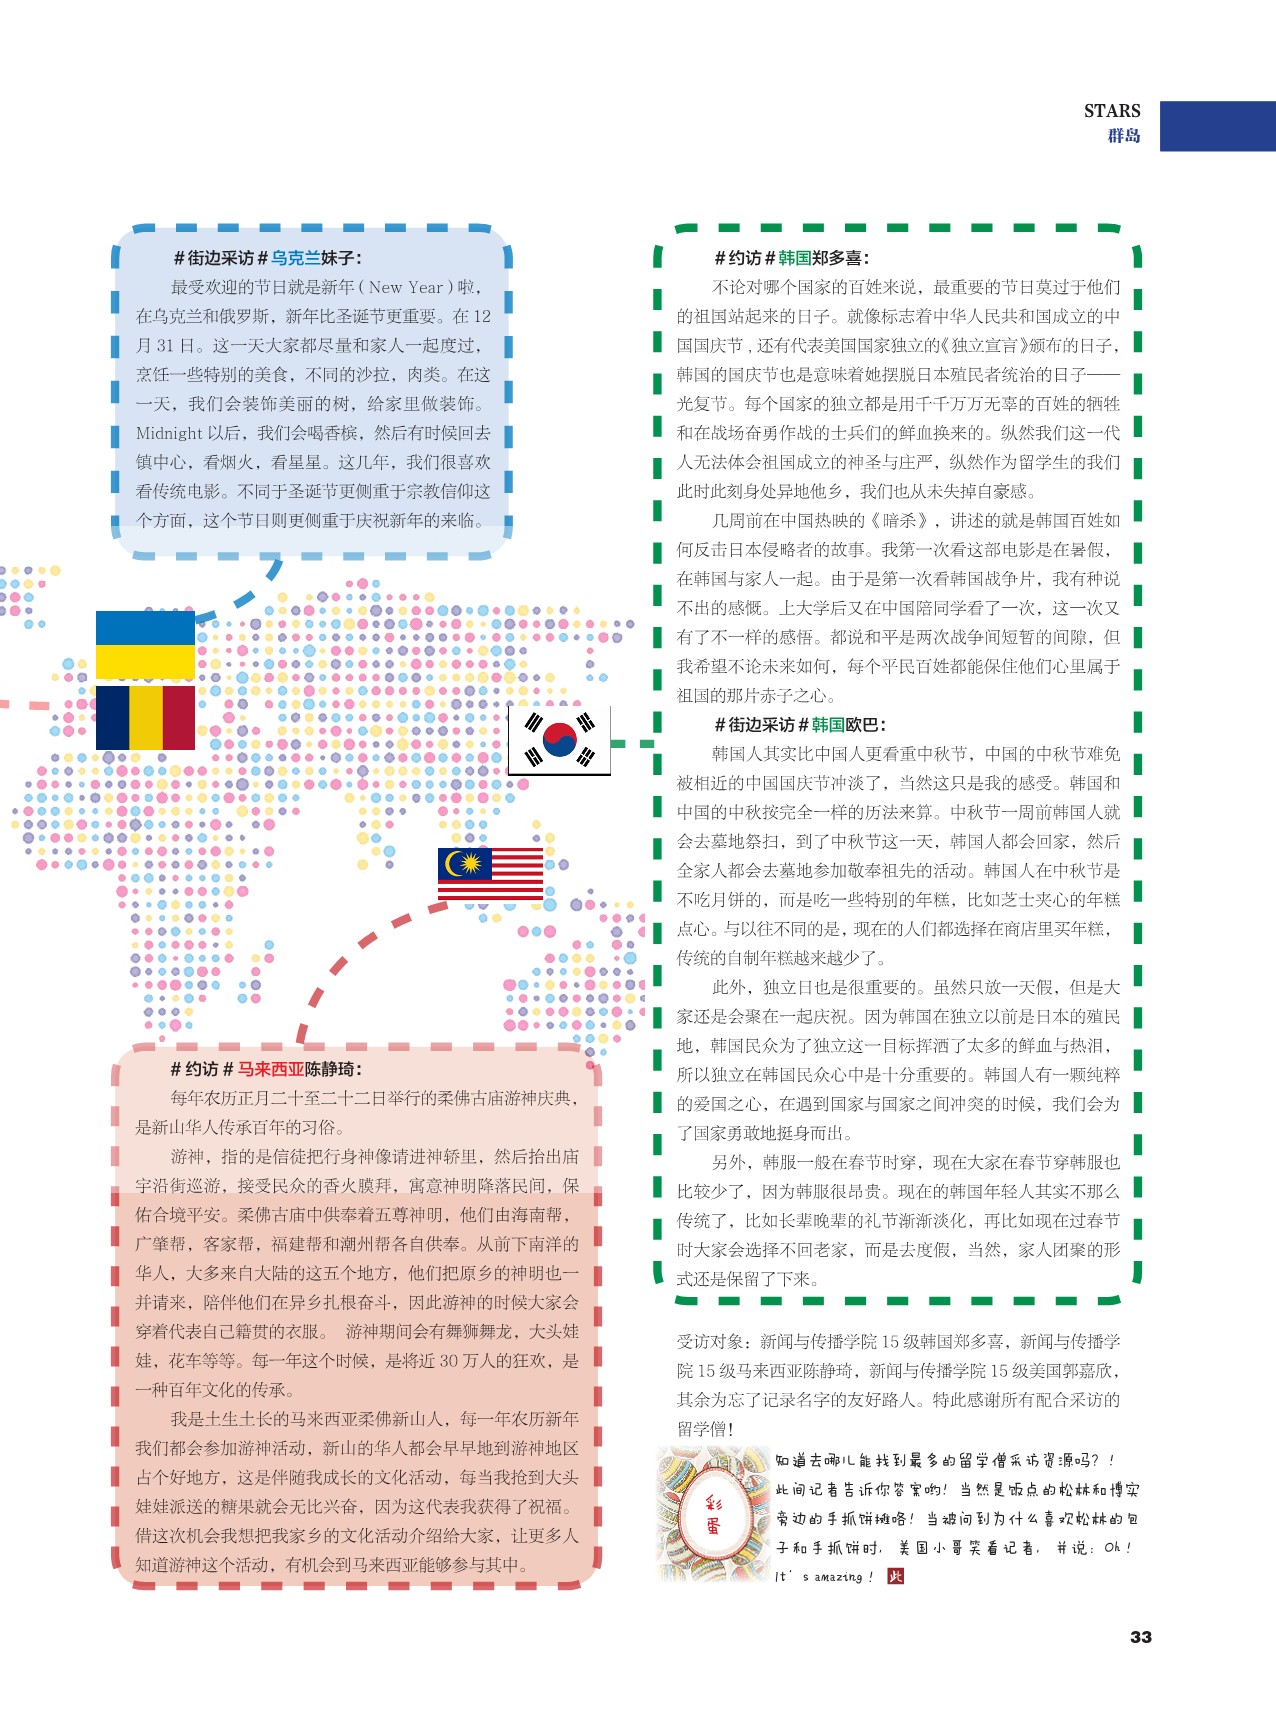 STARS
群岛
#街边采访#乌克兰妹子：
最受欢迎的节日就是新年（New Year）啦，
在乌克兰和俄罗斯，新年比圣诞节更重要。在 12
月 31 日。这一天大家都尽量和家人一起度过，
烹饪一些特别的美食，不同的沙拉，肉类。在这
一天，我们会装饰美丽的树，给家里做装饰。
Midnight 以后，我们会喝香槟，然后有时候回去
镇中心，看烟火，看星星。这几年，我们很喜欢
看传统电影。不同于圣诞节更侧重于宗教信仰这
个方面，这个节日则更侧重于庆祝新年的来临。
# 约访 # 马来西亚陈静琦：
每年农历正月二十至二十二日举行的柔佛古庙游神庆典，
是新山华人传承百年的习俗。
游神，指的是信徒把行身神像请进神轿里，然后抬出庙
宇沿街巡游，接受民众的香火膜拜，寓意神明降落民间，保
佑合境平安。柔佛古庙中供奉着五尊神明，他们由海南帮，
广肇帮，客家帮，福建帮和潮州帮各自供奉。从前下南洋的
华人，大多来自大陆的这五个地方，他们把原乡的神明也一
并请来，陪伴他们在异乡扎根奋斗，因此游神的时候大家会
穿着代表自己籍贯的衣服。 游神期间会有舞狮舞龙，大头娃
娃，花车等等。每一年这个时候，是将近 30 万人的狂欢，是
一种百年文化的传承。
我是土生土长的马来西亚柔佛新山人，每一年农历新年
我们都会参加游神活动，新山的华人都会早早地到游神地区
占个好地方，这是伴随我成长的文化活动，每当我抢到大头
娃娃派送的糖果就会无比兴奋，因为这代表我获得了祝福。
借这次机会我想把我家乡的文化活动介绍给大家，让更多人
知道游神这个活动，有机会到马来西亚能够参与其中。
#约访#韩国郑多喜：
不论对哪个国家的百姓来说，最重要的节日莫过于他们
的祖国站起来的日子。就像标志着中华人民共和国成立的中
国国庆节，还有代表美国国家独立的《独立宣言》颁布的日子，
韩国的国庆节也是意味着她摆脱日本殖民者统治的日子——
光复节。每个国家的独立都是用千千万万无辜的百姓的牺牲
和在战场奋勇作战的士兵们的鲜血换来的。纵然我们这一代
人无法体会祖国成立的神圣与庄严，纵然作为留学生的我们
此时此刻身处异地他乡，我们也从未失掉自豪感。
几周前在中国热映的《暗杀》，讲述的就是韩国百姓如
何反击日本侵略者的故事。我第一次看这部电影是在暑假，
在韩国与家人一起。由于是第一次看韩国战争片，我有种说
不出的感慨。上大学后又在中国陪同学看了一次，这一次又
有了不一样的感悟。都说和平是两次战争间短暂的间隙，但
我希望不论未来如何，每个平民百姓都能保住他们心里属于
祖国的那片赤子之心。
#街边采访#韩国欧巴：
韩国人其实比中国人更看重中秋节，中国的中秋节难免
被相近的中国国庆节冲淡了，当然这只是我的感受。韩国和
中国的中秋按完全一样的历法来算。中秋节一周前韩国人就
会去墓地祭扫，到了中秋节这一天，韩国人都会回家，然后
全家人都会去墓地参加敬奉祖先的活动。韩国人在中秋节是
不吃月饼的，而是吃一些特别的年糕，比如芝士夹心的年糕
点心。与以往不同的是，现在的人们都选择在商店里买年糕，
传统的自制年糕越来越少了。
此外，独立日也是很重要的。虽然只放一天假，但是大
家还是会聚在一起庆祝。因为韩国在独立以前是日本的殖民
地，韩国民众为了独立这一目标挥洒了太多的鲜血与热泪，
所以独立在韩国民众心中是十分重要的。韩国人有一颗纯粹
的爱国之心，在遇到国家与国家之间冲突的时候，我们会为
了国家勇敢地挺身而出。
另外，韩服一般在春节时穿，现在大家在春节穿韩服也
比较少了，因为韩服很昂贵。现在的韩国年轻人其实不那么
传统了，比如长辈晚辈的礼节渐渐淡化，再比如现在过春节
时大家会选择不回老家，而是去度假，当然，家人团聚的形
式还是保留了下来。
受访对象：新闻与传播学院 15 级韩国郑多喜，新闻与传播学
院 15 级马来西亚陈静琦，新闻与传播学院 15 级美国郭嘉欣，
其余为忘了记录名字的友好路人。特此感谢所有配合采访的
留学僧！
彩
蛋
知道去哪儿能找到最多的留学僧采访资源吗？！
此间记者告诉你答案哟！当然是饭点的松林和博实
旁边的手抓饼摊咯！当被问到为什么喜欢松林的包
子和手抓饼时，美国小哥笑着记者，并说：Oh！
It's amazing！ 此
33